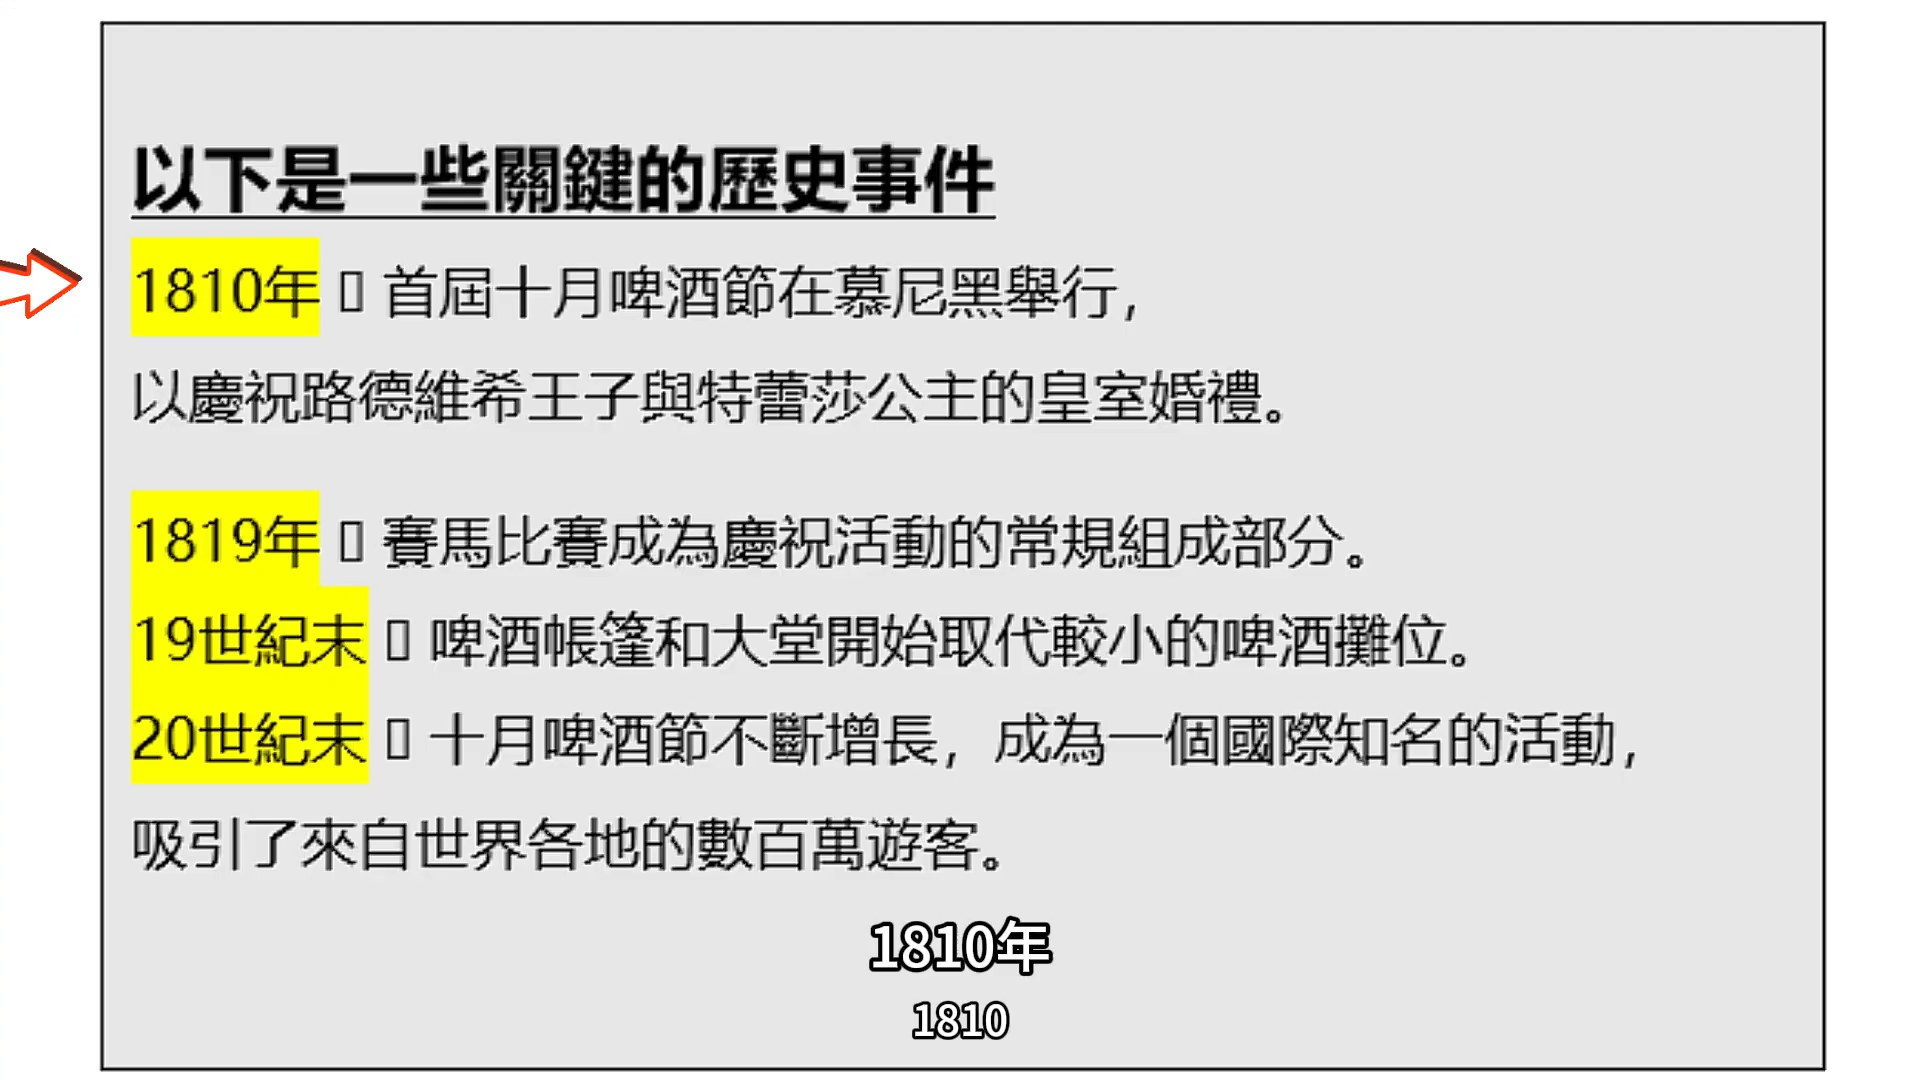 以下是一些關鍵的歷史事件
1810年 ▯ 首屆十月啤酒節在慕尼黑舉行，
以慶祝路德維希王子與特蕾莎公主的皇室婚禮。
1819年 ▯ 賽馬比賽成為慶祝活動的常規組成部分。
19世紀末 ▯ 啤酒帳篷和大堂開始取代較小的啤酒攤位。
20世紀末 ▯ 十月啤酒節不斷增長，成為一個國際知名的活動，
吸引了來自世界各地的數百萬遊客。
1810年
1810